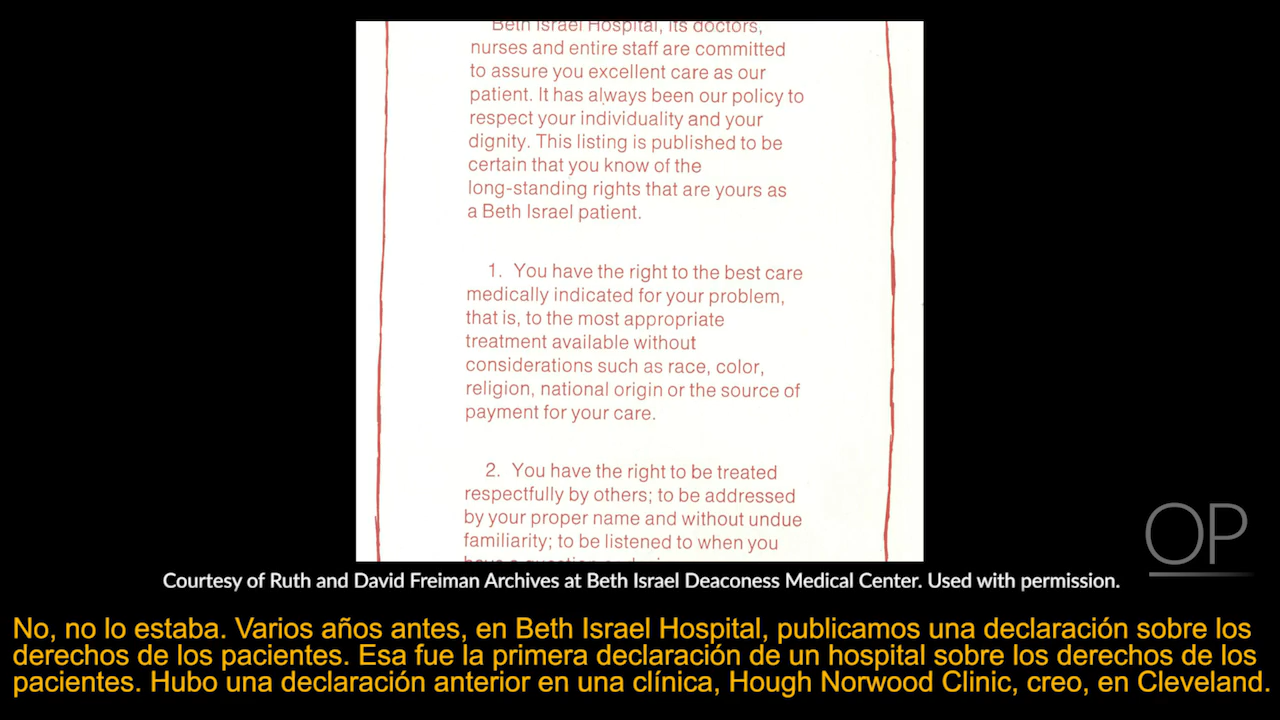 Beth Israel Hospital, its doctors,
nurses and entire staff are committed
to assure you excellent care as our
patient. It has always been our policy to
respect your individuality and your
dignity. This listing is published to be
certain that you know of the
long-standing rights that are yours as
a Beth Israel patient.
1. You have the right to the best care
medically indicated for your problem,
that is, to the most appropriate
treatment available without
considerations such as race, color,
religion, national origin or the source of
payment for your care.
2. You have the right to be treated
respectfully by others; to be addressed
by your proper name and without undue
familiarity; to be listened to when you
OP
Courtesy of Ruth and David Freiman Archives at Beth Israel Deaconess Medical Center. Used with permission.
No, no lo estaba. Varios años antes, en Beth Israel Hospital, publicamos una declaración sobre los
derechos de los pacientes. Esa fue la primera declaración de un hospital sobre los derechos de los
pacientes. Hubo una declaración anterior en una clínica, Hough Norwood Clinic, creo, en Cleveland.